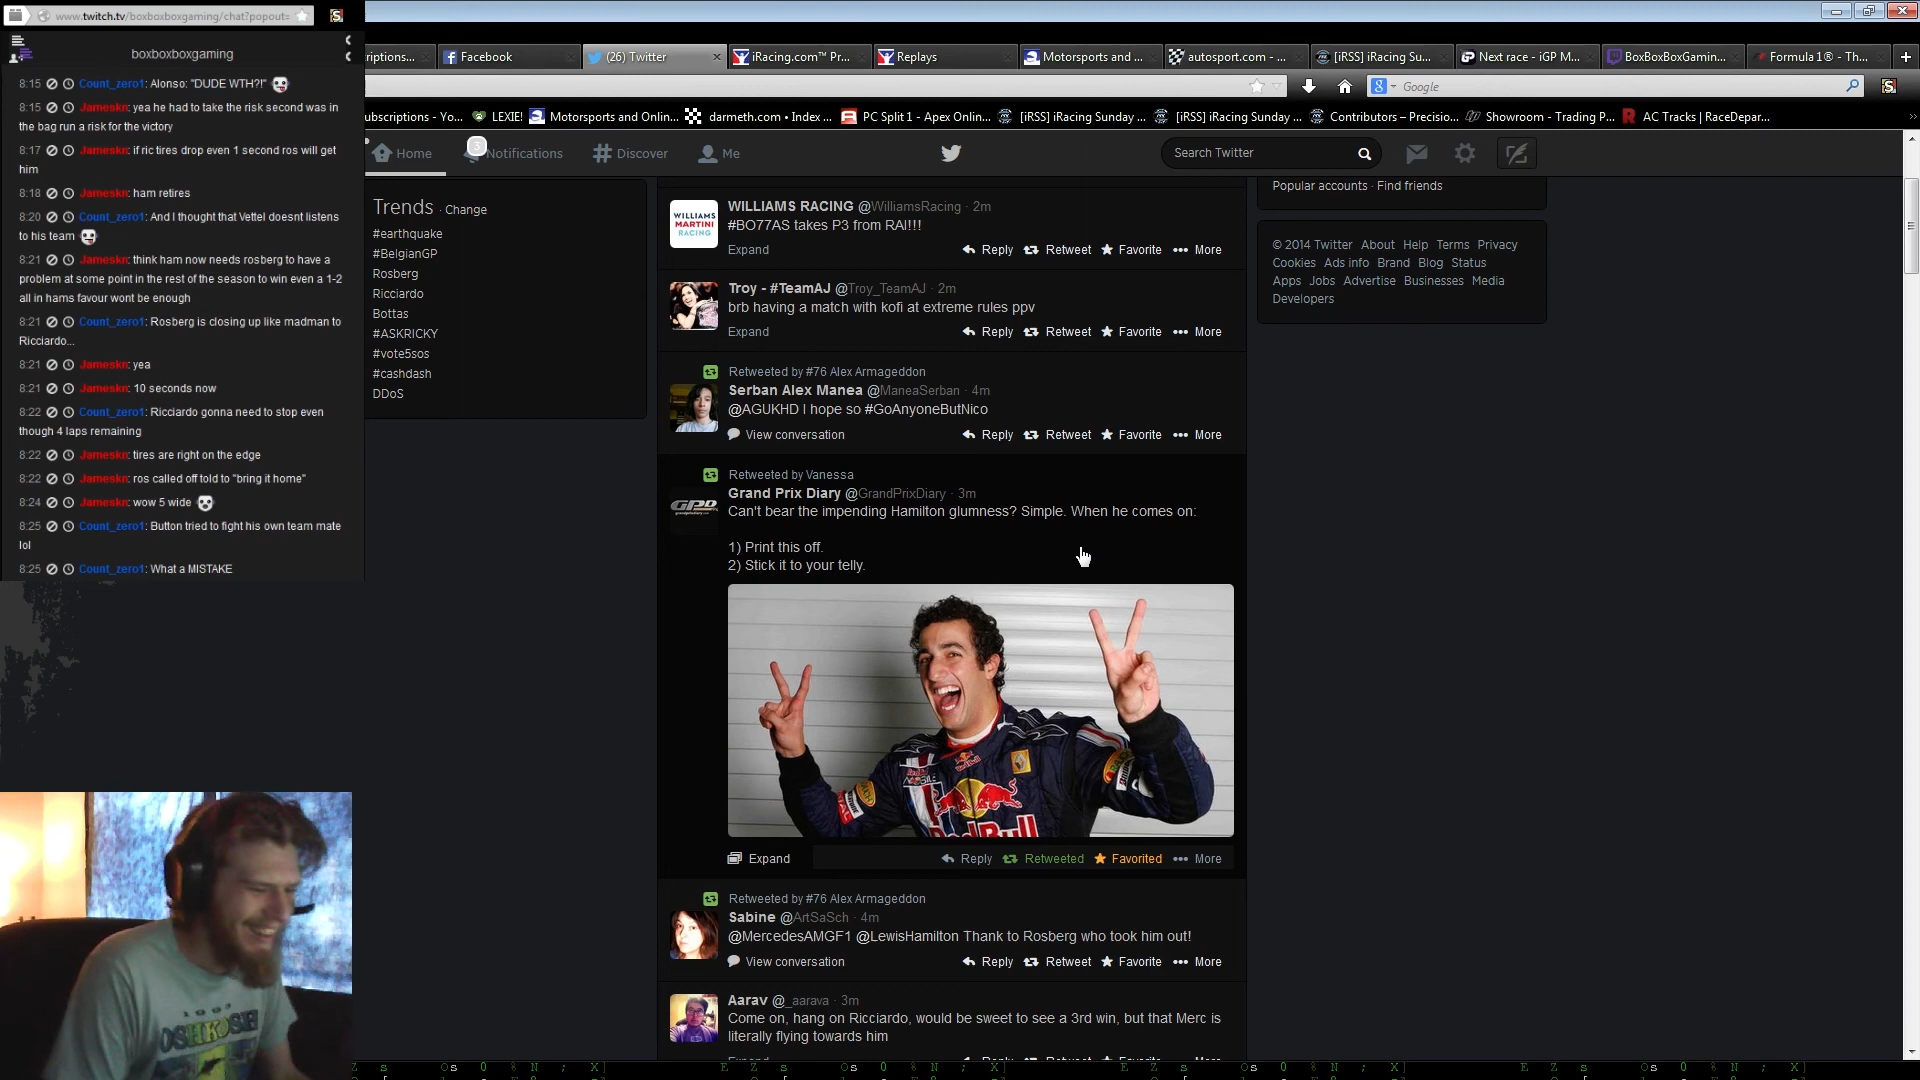 www.twitch.tv/boxboxboxgaming/chat?popout=
boxboxboxgaming
8:15 Count_zero1: Alonso: "DUDE WTH?!"
8:15 Jameskn: yea he had to take the risk second was in
the bag run a risk for the victory
8:17 Jameskn: if ric tires drop even 1 second ros will get
him
8:18 Jameskn: ham retires
8:20 Count_zero1: And I thought that Vettel doesnt listens
to his team
8:21 Jameskn: think ham now needs rosberg to have a
problem at some point in the rest of the season to win even a 1-2
all in hams favour wont be enough
8:21 Count_zero1: Rosberg is closing up like madman to
Ricciardo...
8:21 Jameskn: yea
8:21 Jameskn: 10 seconds now
8:22 Count_zero1: Ricciardo gonna need to stop even
though 4 laps remaining
8:22 Jameskn: tires are right on the edge
8:22 Jameskn: ros called off told to "bring it home"
8:24 Jameskn: wow 5 wide
8:25 Count_zero1: Button tried to fight his own team mate
lol
8:25 Count_zero1: What a MISTAKE
criptions... Facebook (26) Twitter iRacing.com™ Pr... Replays Motorsports and ... autosport.com - ... [iRSS] iRacing Su... Next race - iGP M... BoxBoxBoxGamin... Formula 1® - Th...
Google
ubscriptions - Yo... LEXIE! Motorsports and Onlin... darmeth.com • Index ... PC Split 1 - Apex Onlin... [iRSS] iRacing Sunday ... [iRSS] iRacing Sunday ... Contributors – Precisio... Showroom - Trading P... AC Tracks | RaceDepar...
Home 3 Notifications Discover Me Search Twitter
Trends · Change
#earthquake
#BelgianGP
Rosberg
Ricciardo
Bottas
#ASKRICKY
#vote5sos
#cashdash
DDoS
WILLIAMS MARTINI RACING
WILLIAMS RACING @WilliamsRacing · 2m
#BO77AS takes P3 from RAI!!!
Expand Reply Retweet Favorite More
Troy - #TeamAJ @Troy_TeamAJ · 2m
brb having a match with kofi at extreme rules ppv
Expand Reply Retweet Favorite More
Retweeted by #76 Alex Armageddon
Serban Alex Manea @ManeaSerban · 4m
@AGUKHD I hope so #GoAnyoneButNico
View conversation Reply Retweet Favorite More
Retweeted by Vanessa
GPD
Grand Prix Diary @GrandPrixDiary · 3m
Can't bear the impending Hamilton glumness? Simple. When he comes on:
1) Print this off.
2) Stick it to your telly.
Red Bull
Expand Reply Retweeted Favorited More
Retweeted by #76 Alex Armageddon
Sabine @ArtSaSch · 4m
@MercedesAMGF1 @LewisHamilton Thank to Rosberg who took him out!
View conversation Reply Retweet Favorite More
Aarav @_aarava · 3m
Come on, hang on Ricciardo, would be sweet to see a 3rd win, but that Merc is
literally flying towards him
Popular accounts · Find friends
© 2014 Twitter About Help Terms Privacy
Cookies Ads info Brand Blog Status
Apps Jobs Advertise Businesses Media
Developers
OSHKOSH